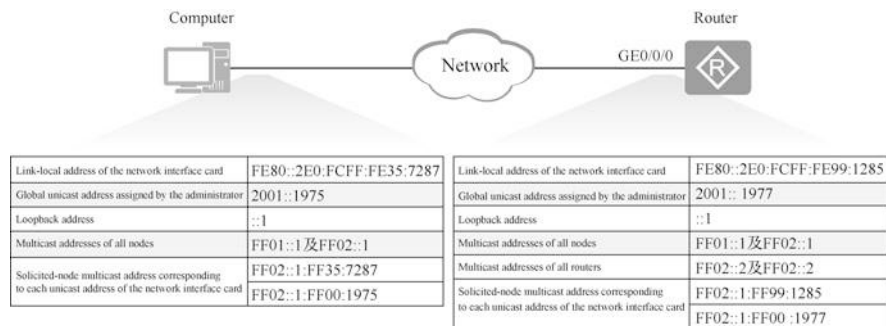 Computer
Router
Network
GE0/0/0
R
Link-local address of the network interface card FE80::2E0:FCFF:FE35:7287
Global unicast address assigned by the administrator 2001::1975
Loopback address ::1
Multicast addresses of all nodes FF01::1及FF02::1
Solicited-node multicast address corresponding
to each unicast address of the network interface card
FF02::1:FF35:7287
FF02::1:FF00:1975
Link-local address of the network interface card FE80::2E0:FCFF:FE99:1285
Global unicast address assigned by the administrator 2001:: 1977
Loopback address ::1
Multicast addresses of all nodes FF01::1及FF02::1
Multicast addresses of all routers FF02::2及FF02::2
Solicited-node multicast address corresponding
to each unicast address of the network interface card
FF02::1:FF99:1285
FF02::1:FF00 :1977